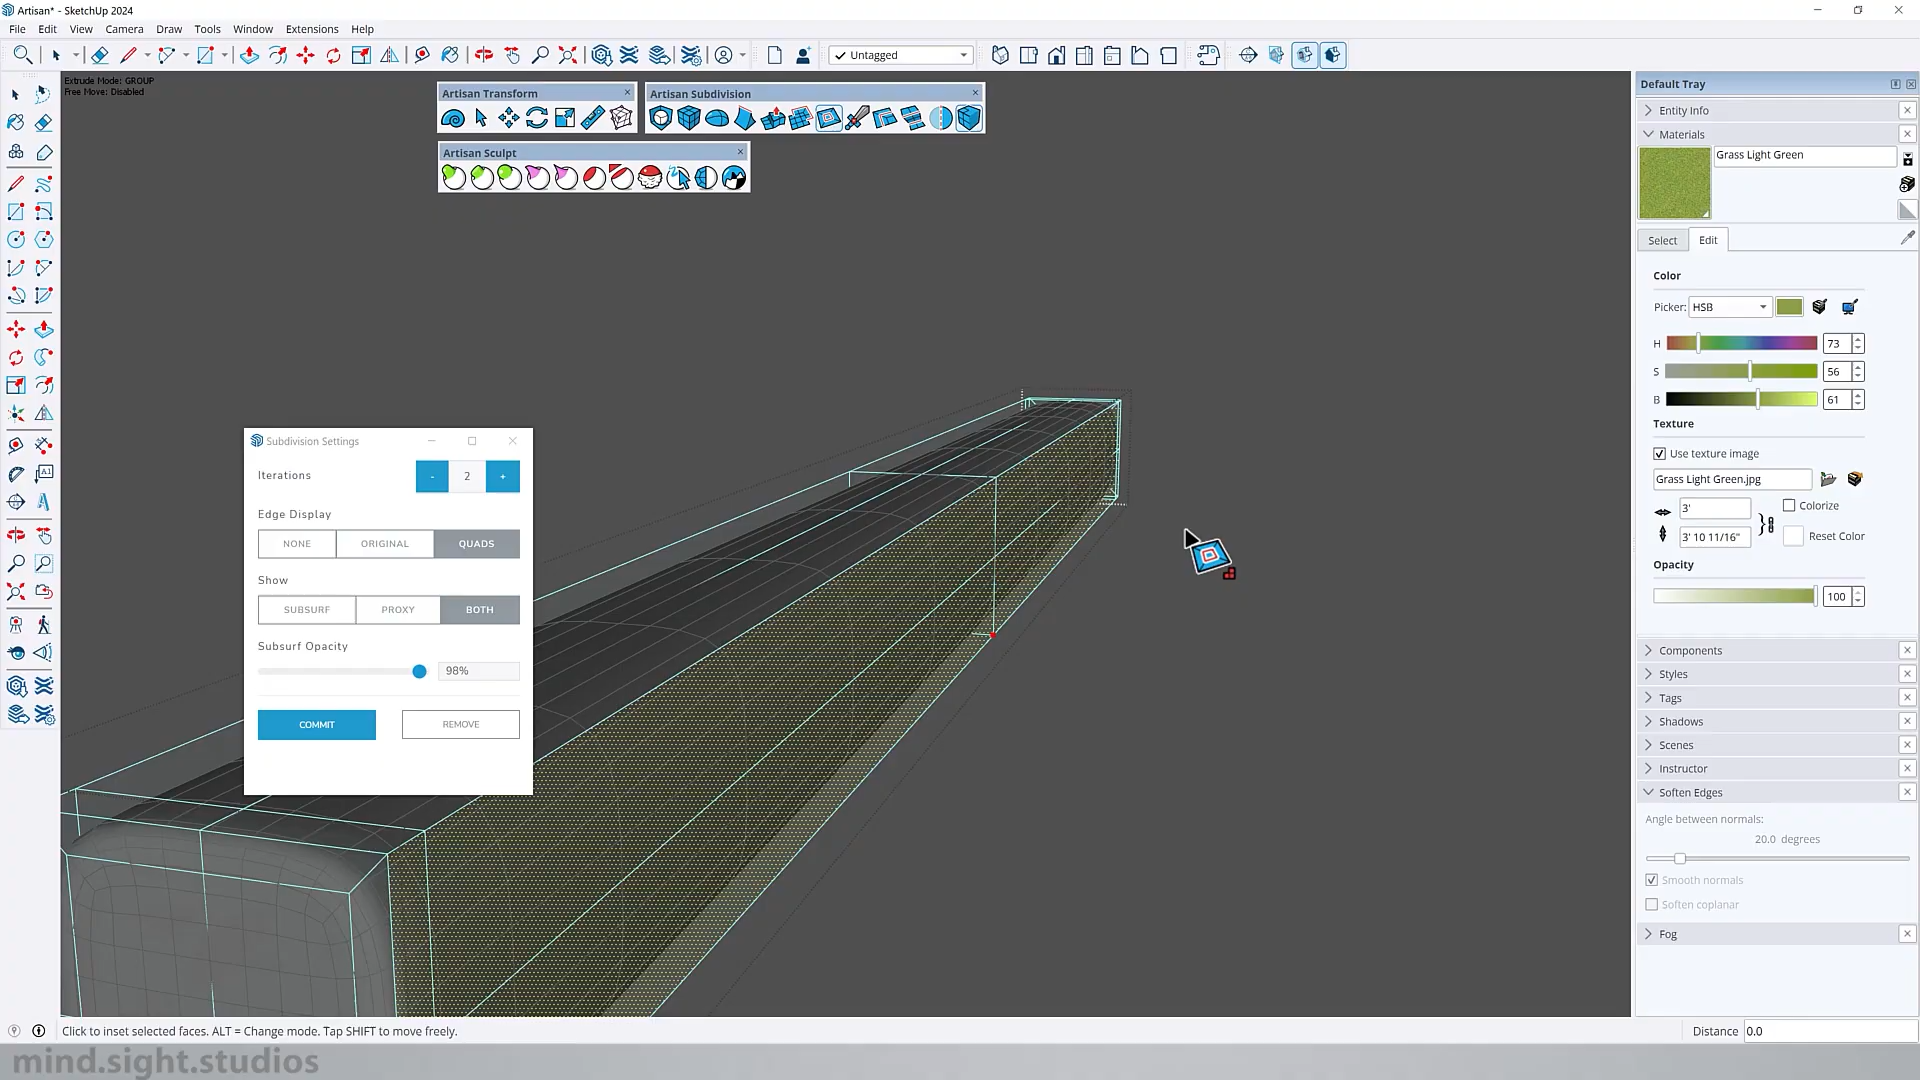 Artisan* - SketchUp 2024
File Edit View Camera Draw Tools Window Extensions Help
Untagged
Extrude Mode: GROUP
Free Move: Disabled
Artisan Transform
Artisan Subdivision
Artisan Sculpt
Default Tray
Entity Info
Materials
Grass Light Green
Select Edit
Color
Picker: HSB
H 73
S 56
B 61
Texture
Use texture image
Grass Light Green.jpg
3' Colorize
3' 10 11/16" Reset Color
Opacity
100
Components
Styles
Tags
Shadows
Scenes
Instructor
Soften Edges
Angle between normals:
20.0 degrees
Smooth normals
Soften coplanar
Fog
Subdivision Settings
Iterations - 2 +
Edge Display
NONE ORIGINAL QUADS
Show
SUBSURF PROXY BOTH
Subsurf Opacity
98%
COMMIT REMOVE
Click to inset selected faces. ALT = Change mode. Tap SHIFT to move freely.
Distance 0.0
mind.sight.studios